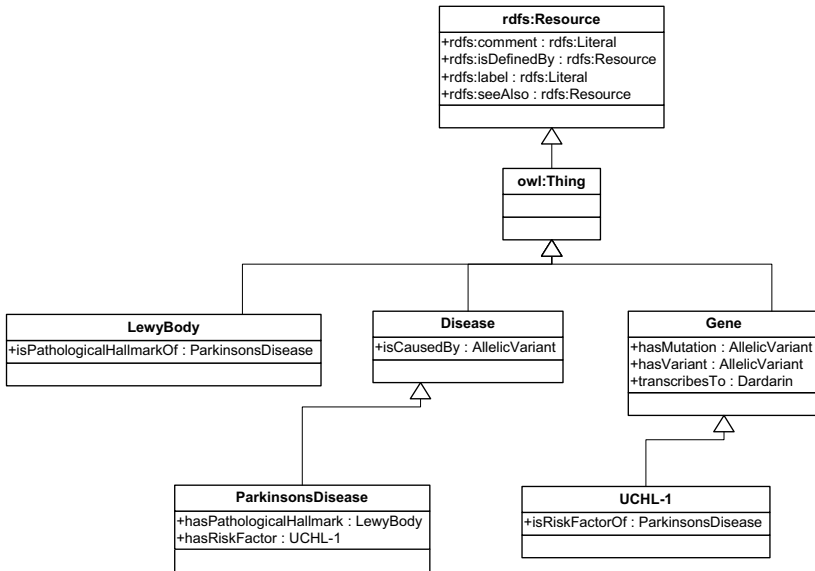 rdfs:Resource
+rdfs:comment : rdfs:Literal
+rdfs:isDefinedBy : rdfs:Resource
+rdfs:label : rdfs:Literal
+rdfs:seeAlso : rdfs:Resource
owl:Thing
LewyBody
+isPathologicalHallmarkOf : ParkinsonsDisease
Disease
+isCausedBy : AllelicVariant
Gene
+hasMutation : AllelicVariant
+hasVariant : AllelicVariant
+transcribesTo : Dardarin
ParkinsonsDisease
+hasPathologicalHallmark : LewyBody
+hasRiskFactor : UCHL-1
UCHL-1
+isRiskFactorOf : ParkinsonsDisease